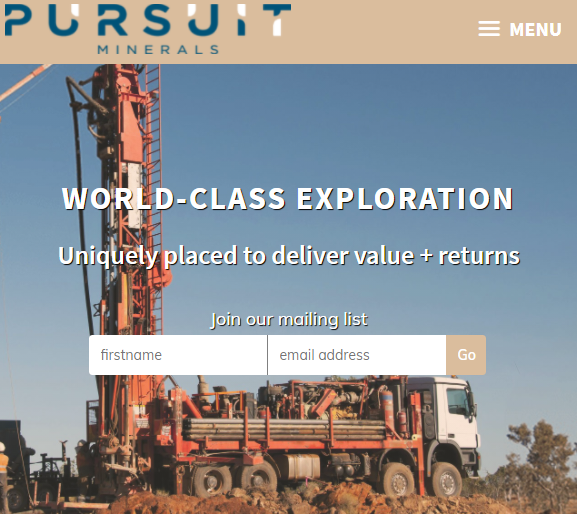 PURSUIT
MINERALS
MENU
WORLD-CLASS EXPLORATION
Uniquely placed to deliver value + returns
Join our mailing list
firstname
email address
Go